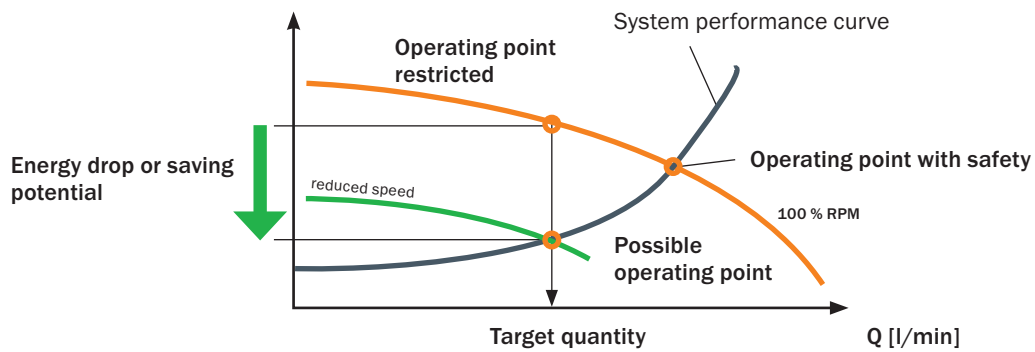 System performance curve
Operating point
restricted
Energy drop or saving
potential
Operating point with safety
reduced speed
100 % RPM
Possible
operating point
Target quantity
Q [l/min]